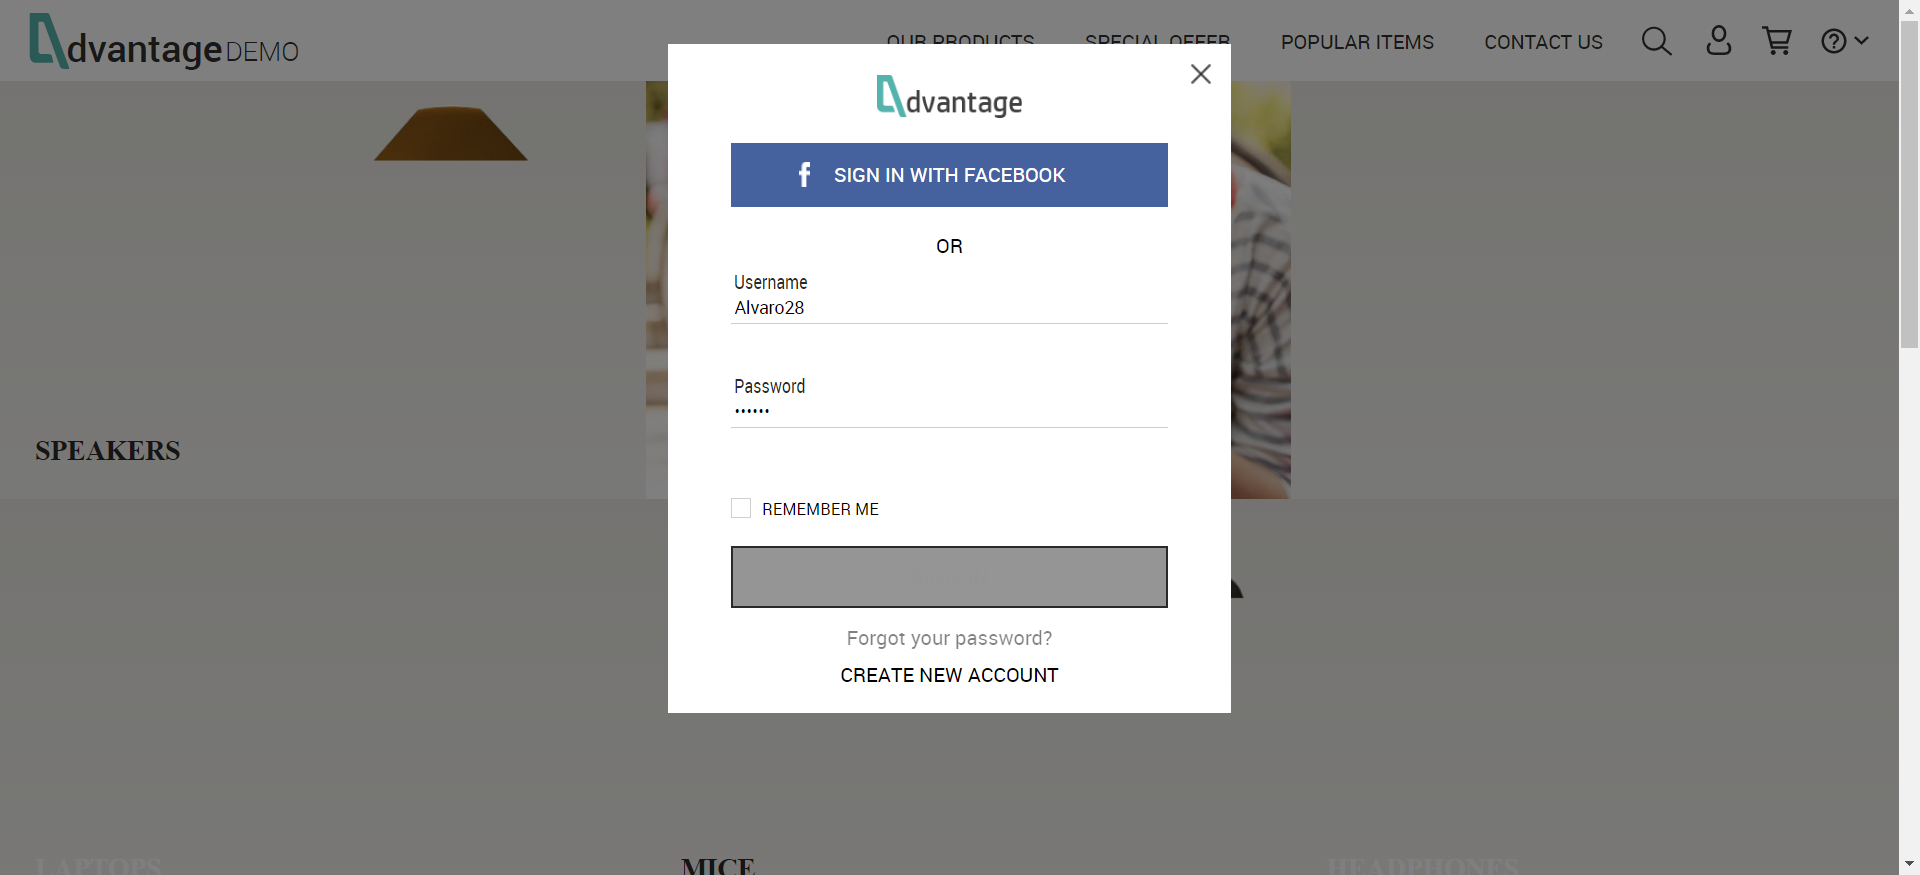 dvantage DEMO
OUR PRODUCTS
SPECIAL OFFER
POPULAR ITEMS
CONTACT US
dvantage
SIGN IN WITH FACEBOOK
OR
Username
Alvaro28
Password
••••••
REMEMBER ME
Forgot your password?
CREATE NEW ACCOUNT
SPEAKERS
LAPTOPS
MICE
HEADPHONES